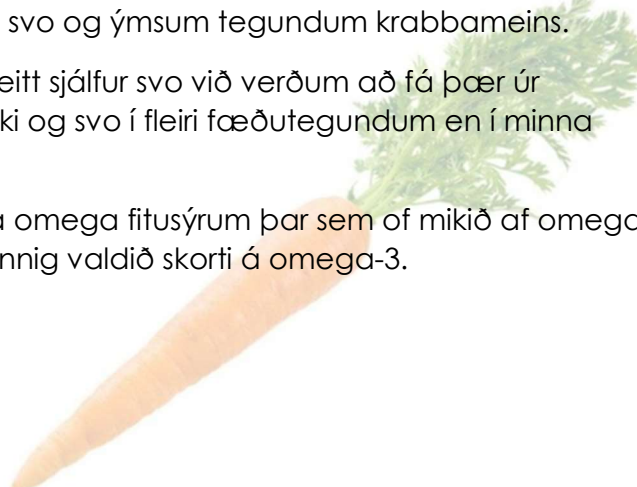 svo og ýmsum tegundum krabbameins.
eitt sjálfur svo við verðum að fá þær úr
ki og svo í fleiri fæðutegundum en í minna
omega fitusýrum þar sem of mikið af omega
nnig valdið skorti á omega-3.